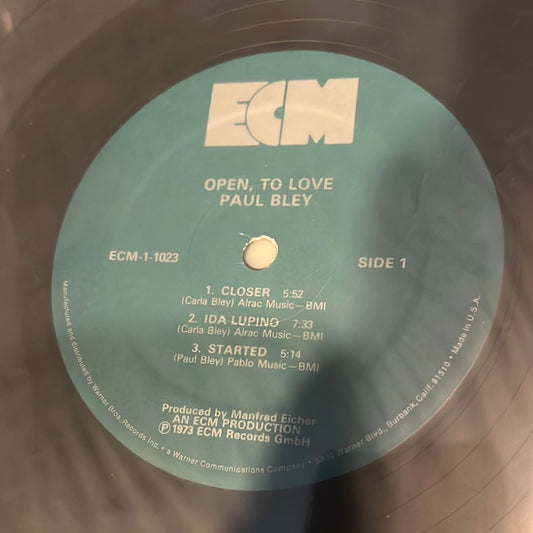 ECM
OPEN, TO LOVE
PAUL BLEY
ECM-1-1023
SIDE 1
1. CLOSER 5:52
(Carla Bley) Alrac Music—BMI
2. IDA LUPINO 7:33
(Carla Bley) Alrac Music—BMI
3. STARTED 5:14
(Paul Bley) Pablo Music—BMI
Produced by Manfred Eicher
AN ECM PRODUCTION
Ⓟ 1973 ECM Records GmbH
Manufactured and distributed by Warner Bros. Records Inc. • a Warner Communications Company • 3300 Warner Blvd., Burbank, Calif. 91510 • Made in U.S.A.